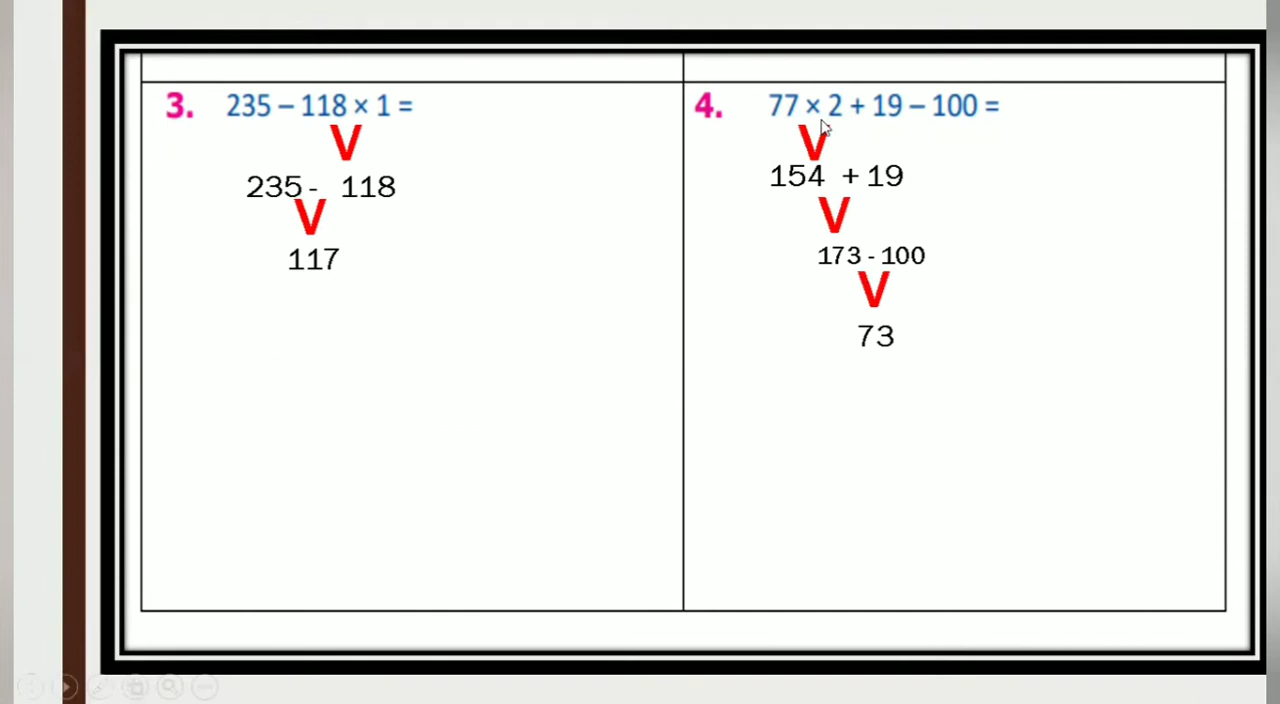 3. 235 – 118 × 1 =
V
235 - 118
V
117
4. 77 × 2 + 19 – 100 =
V
154 + 19
V
173 - 100
V
73